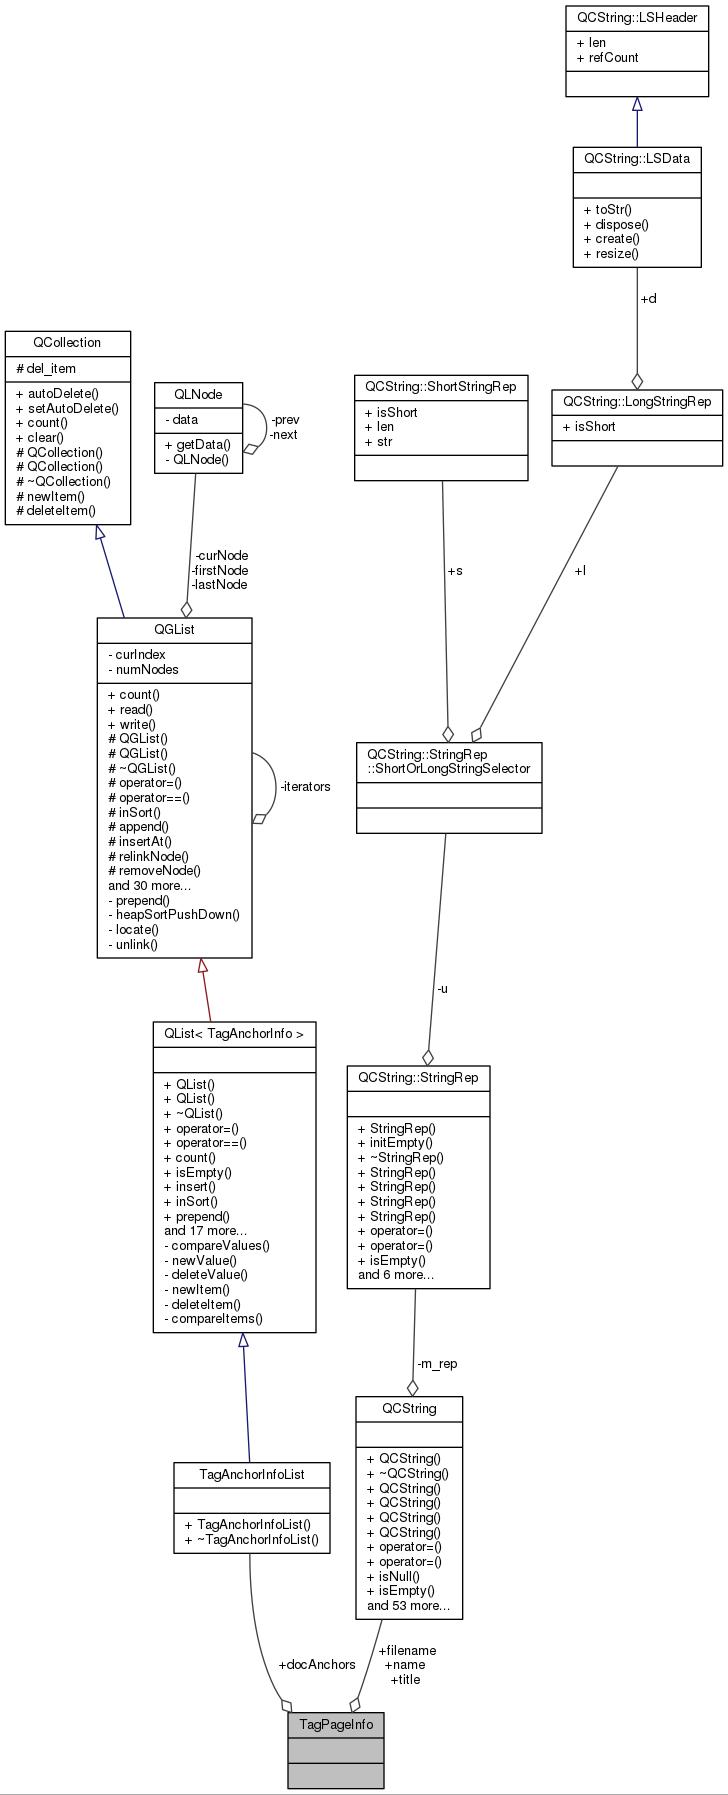 QCString::LSHeader
+ len
+ refCount
QCString::LSData
+ toStr()
+ dispose()
+ create()
+ resize()
+d
QCollection
# del_item
+ autoDelete()
+ setAutoDelete()
+ count()
+ clear()
# QCollection()
# QCollection()
# ~QCollection()
# newItem()
# deleteItem()
QLNode
- data
+ getData()
- QLNode()
-prev
-next
QCString::ShortStringRep
+ isShort
+ len
+ str
QCString::LongStringRep
+ isShort
-curNode
-firstNode
-lastNode
+s
+l
QGList
- curIndex
- numNodes
+ count()
+ read()
+ write()
# QGList()
# QGList()
# ~QGList()
# operator=()
# operator==()
# inSort()
# append()
# insertAt()
# relinkNode()
# removeNode()
and 30 more...
- prepend()
- heapSortPushDown()
- locate()
- unlink()
-iterators
QCString::StringRep
::ShortOrLongStringSelector
-u
QList< TagAnchorInfo >
+ QList()
+ QList()
+ ~QList()
+ operator=()
+ operator==()
+ count()
+ isEmpty()
+ insert()
+ inSort()
+ prepend()
and 17 more...
- compareValues()
- newValue()
- deleteValue()
- newItem()
- deleteItem()
- compareItems()
QCString::StringRep
+ StringRep()
+ initEmpty()
+ ~StringRep()
+ StringRep()
+ StringRep()
+ StringRep()
+ StringRep()
+ operator=()
+ operator=()
+ isEmpty()
and 6 more...
-m_rep
TagAnchorInfoList
+ TagAnchorInfoList()
+ ~TagAnchorInfoList()
QCString
+ QCString()
+ ~QCString()
+ QCString()
+ QCString()
+ QCString()
+ QCString()
+ operator=()
+ operator=()
+ isNull()
+ isEmpty()
and 53 more...
+docAnchors
+filename
+name
+title
TagPageInfo